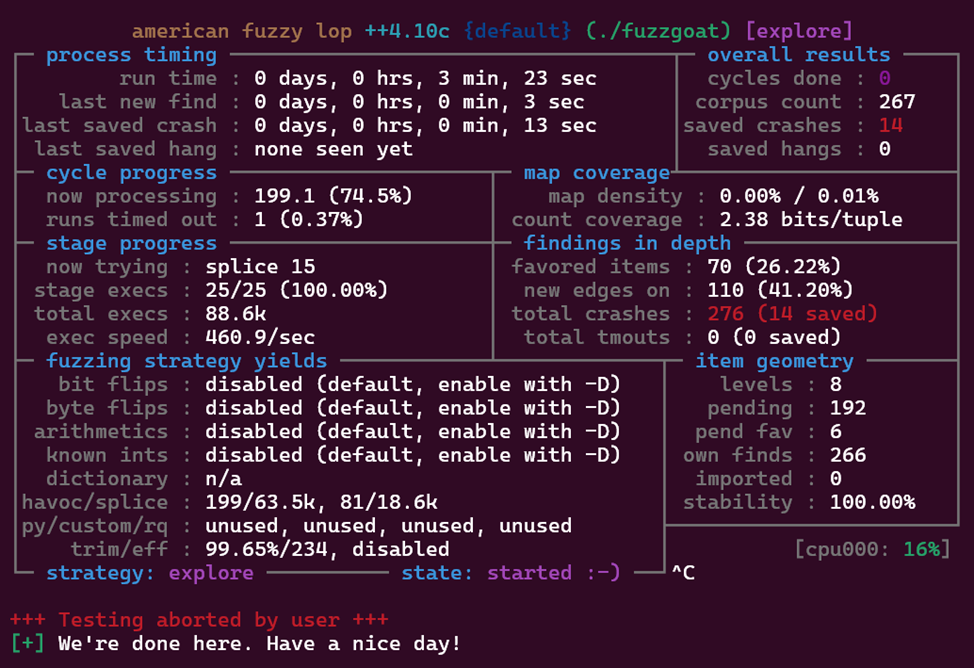 american fuzzy lop ++4.10c {default} (./fuzzgoat) [explore]
process timing overall results
run time : 0 days, 0 hrs, 3 min, 23 sec cycles done : 0
last new find : 0 days, 0 hrs, 0 min, 3 sec corpus count : 267
last saved crash : 0 days, 0 hrs, 0 min, 13 sec saved crashes : 14
last saved hang : none seen yet saved hangs : 0
cycle progress map coverage
now processing : 199.1 (74.5%) map density : 0.00% / 0.01%
runs timed out : 1 (0.37%) count coverage : 2.38 bits/tuple
stage progress findings in depth
now trying : splice 15 favored items : 70 (26.22%)
stage execs : 25/25 (100.00%) new edges on : 110 (41.20%)
total execs : 88.6k total crashes : 276 (14 saved)
exec speed : 460.9/sec total tmouts : 0 (0 saved)
fuzzing strategy yields item geometry
bit flips : disabled (default, enable with -D) levels : 8
byte flips : disabled (default, enable with -D) pending : 192
arithmetics : disabled (default, enable with -D) pend fav : 6
known ints : disabled (default, enable with -D) own finds : 266
dictionary : n/a imported : 0
havoc/splice : 199/63.5k, 81/18.6k stability : 100.00%
py/custom/rq : unused, unused, unused, unused
trim/eff : 99.65%/234, disabled [cpu000: 16%]
strategy: explore state: started :-) ^C
+++ Testing aborted by user +++
[+] We're done here. Have a nice day!